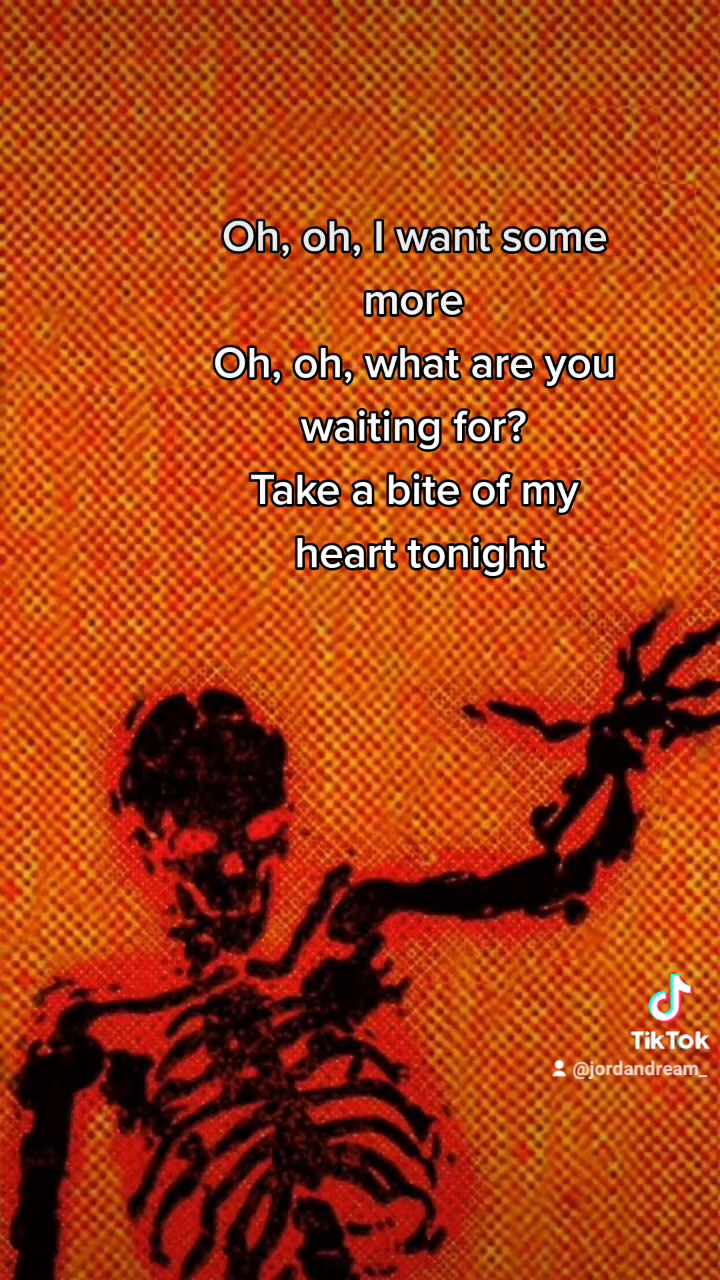 Oh, oh, I want some
more
Oh, oh, what are you
waiting for?
Take a bite of my
heart tonight
TikTok
@jordandream_